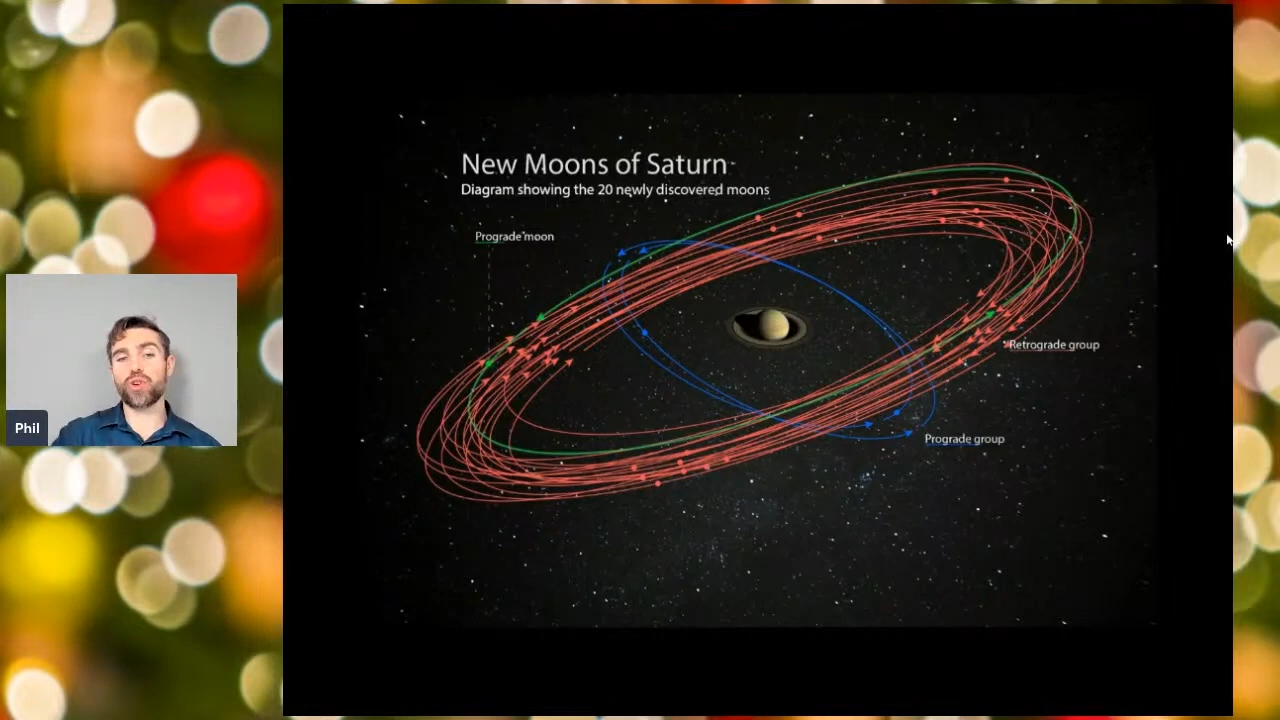 New Moons of Saturn
Diagram showing the 20 newly discovered moons
Prograde moon
Retrograde group
Prograde group
Phil